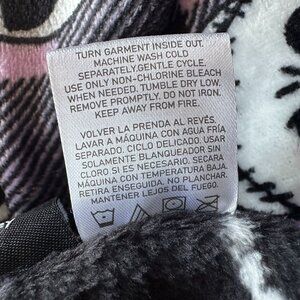 TURN GARMENT INSIDE OUT.
MACHINE WASH COLD
SEPARATELY.GENTLE CYCLE.
USE ONLY NON-CHLORINE BLEACH
WHEN NEEDED. TUMBLE DRY LOW.
REMOVE PROMPTLY. DO NOT IRON.
KEEP AWAY FROM FIRE.
VOLVER LA PRENDA AL REVÉS.
LAVAR A MÁQUINA CON AGUA FRÍA
SEPARADO. CICLO DELICADO. USAR
SOLAMENTE BLANQUEADOR SIN
CLORO SI ES NECESARIO. SECAR
A MÁQUINA A BAJA TEMPERATURA.
RETIRA ENSEGUIDA. NO PLANCHAR.
MANTENER LEJOS DEL FUEGO.